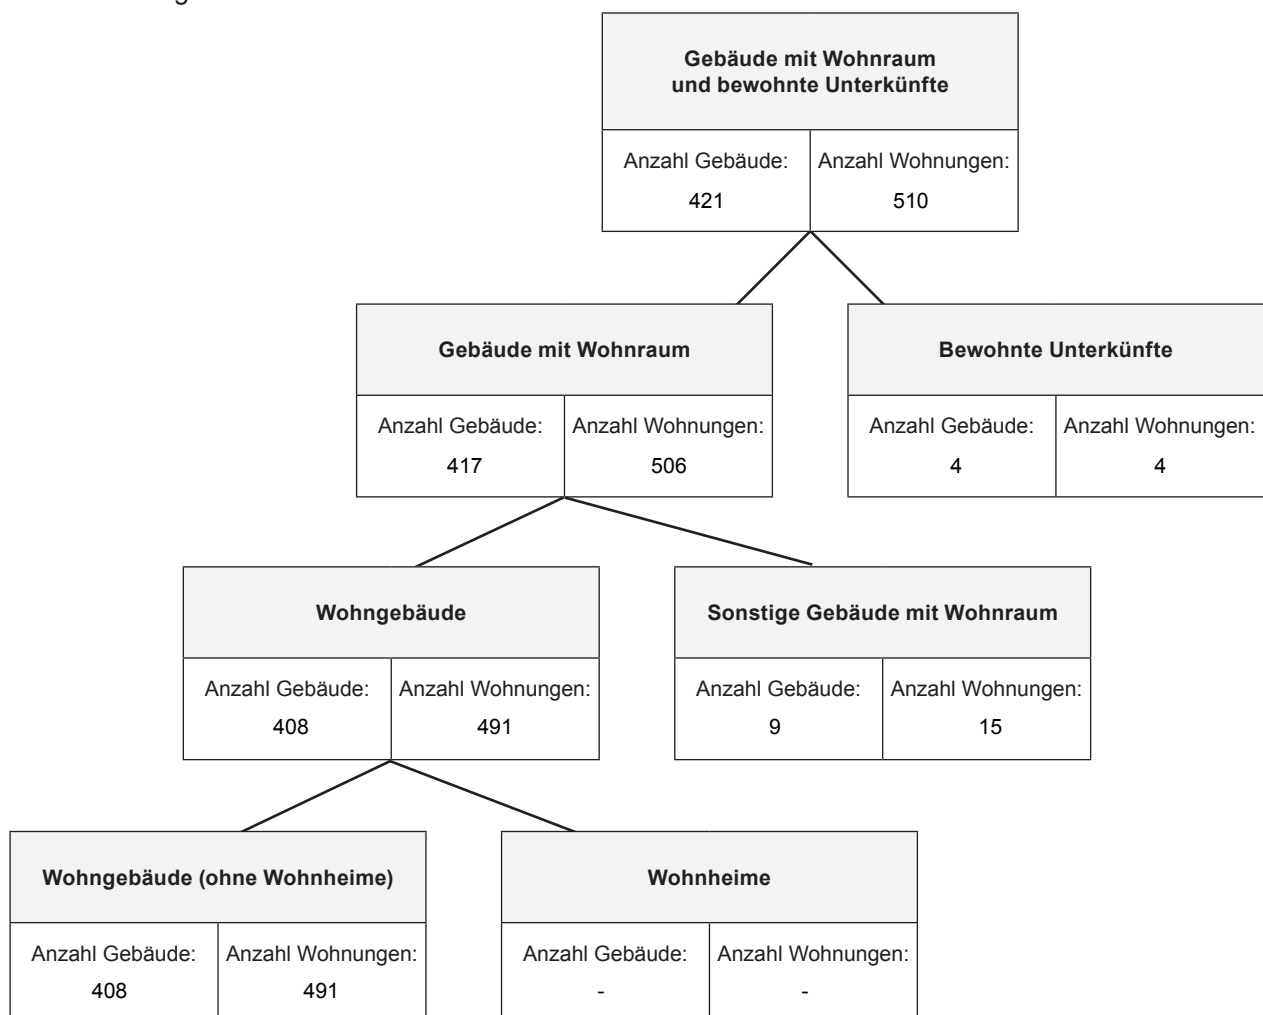 Gebäude mit Wohnraum
und bewohnte Unterkünfte
Anzahl Gebäude:
421
Anzahl Wohnungen:
510
Gebäude mit Wohnraum
Anzahl Gebäude:
417
Anzahl Wohnungen:
506
Bewohnte Unterkünfte
Anzahl Gebäude:
4
Anzahl Wohnungen:
4
Wohngebäude
Anzahl Gebäude:
408
Anzahl Wohnungen:
491
Sonstige Gebäude mit Wohnraum
Anzahl Gebäude:
9
Anzahl Wohnungen:
15
Wohngebäude (ohne Wohnheime)
Anzahl Gebäude:
408
Anzahl Wohnungen:
491
Wohnheime
Anzahl Gebäude:
-
Anzahl Wohnungen:
-